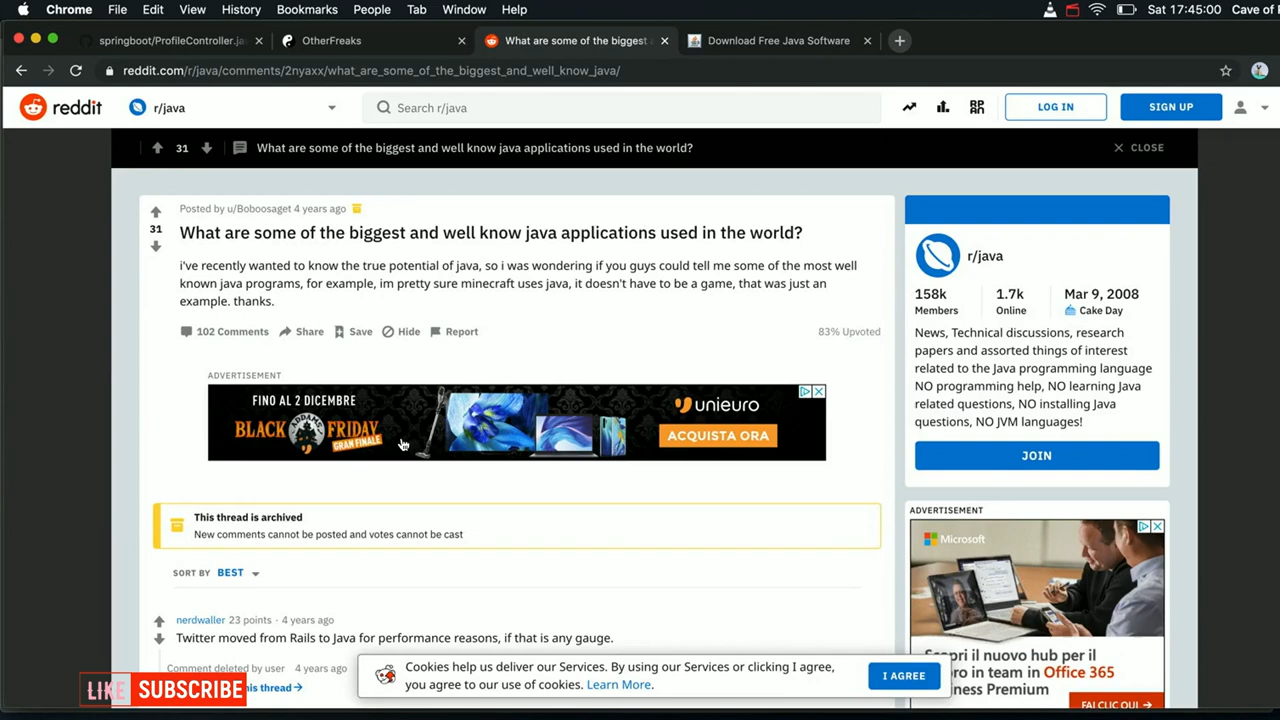 Chrome File Edit View History Bookmarks People Tab Window Help Sat 17:45:00 Cave of
springboot/ProfileController.ja OtherFreaks What are some of the biggest Download Free Java Software
reddit.com/r/java/comments/2nyaxx/what_are_some_of_the_biggest_and_well_know_java/
reddit r/java Search r/java LOG IN SIGN UP
31 What are some of the biggest and well know java applications used in the world? CLOSE
Posted by u/Boboosaget 4 years ago
31
What are some of the biggest and well know java applications used in the world?
i've recently wanted to know the true potential of java, so i was wondering if you guys could tell me some of the most well
known java programs, for example, im pretty sure minecraft uses java, it doesn't have to be a game, that was just an
example. thanks.
102 Comments Share Save Hide Report 83% Upvoted
ADVERTISEMENT
FINO AL 2 DICEMBRE
BLACK FRIDAY
GRAN FINALE
unieuro
ACQUISTA ORA
This thread is archived
New comments cannot be posted and votes cannot be cast
SORT BY BEST
nerdwaller 23 points · 4 years ago
Twitter moved from Rails to Java for performance reasons, if that is any gauge.
Comment deleted by user 4 years ago
this thread
r/java
158k 1.7k Mar 9, 2008
Members Online Cake Day
News, Technical discussions, research
papers and assorted things of interest
related to the Java programming language
NO programming help, NO learning Java
related questions, NO installing Java
questions, NO JVM languages!
JOIN
ADVERTISEMENT
Microsoft
Scopri il nuovo hub per il
in team in Office 365
Business Premium
FAI CLIC QUI
Cookies help us deliver our Services. By using our Services or clicking I agree,
you agree to our use of cookies. Learn More.
I AGREE
LIKE SUBSCRIBE